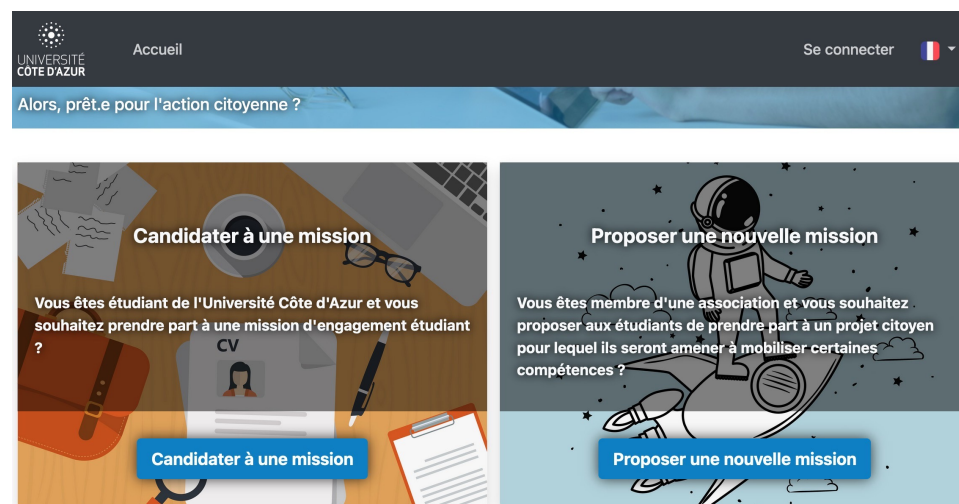 UNIVERSITÉ
CÔTE D'AZUR
Accueil
Se connecter
Alors, prêt.e pour l'action citoyenne ?
Candidater à une mission
Vous êtes étudiant de l'Université Côte d'Azur et vous
souhaitez prendre part à une mission d'engagement étudiant
?
CV
Candidater à une mission
Proposer une nouvelle mission
Vous êtes membre d'une association et vous souhaitez
proposer aux étudiants de prendre part à un projet citoyen
pour lequel ils seront amener à mobiliser certaines
compétences ?
Proposer une nouvelle mission